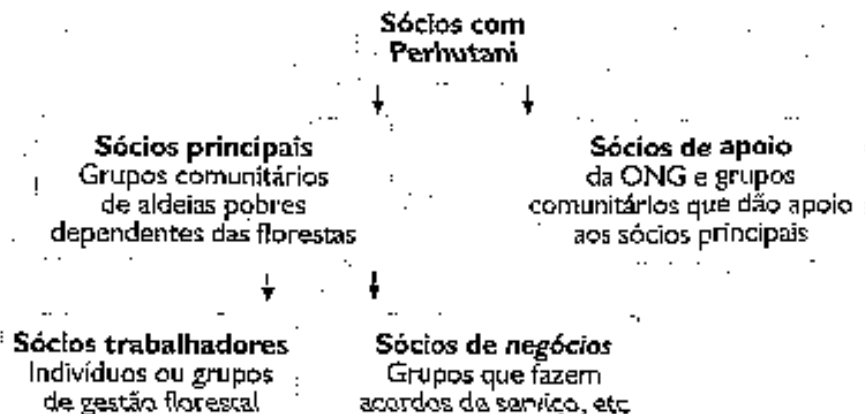 Sócios com
Perhutani
Sócios principais
Grupos comunitários
de aldeias pobres
dependentes das florestas
Sócios de apoio
da ONG e grupos
comunitários que dão apoio
aos sócios principais
Sócios trabalhadores
Indivíduos ou grupos
de gestão florestal
Sócios de negócios
Grupos que fazem
acordos de serviço, etc